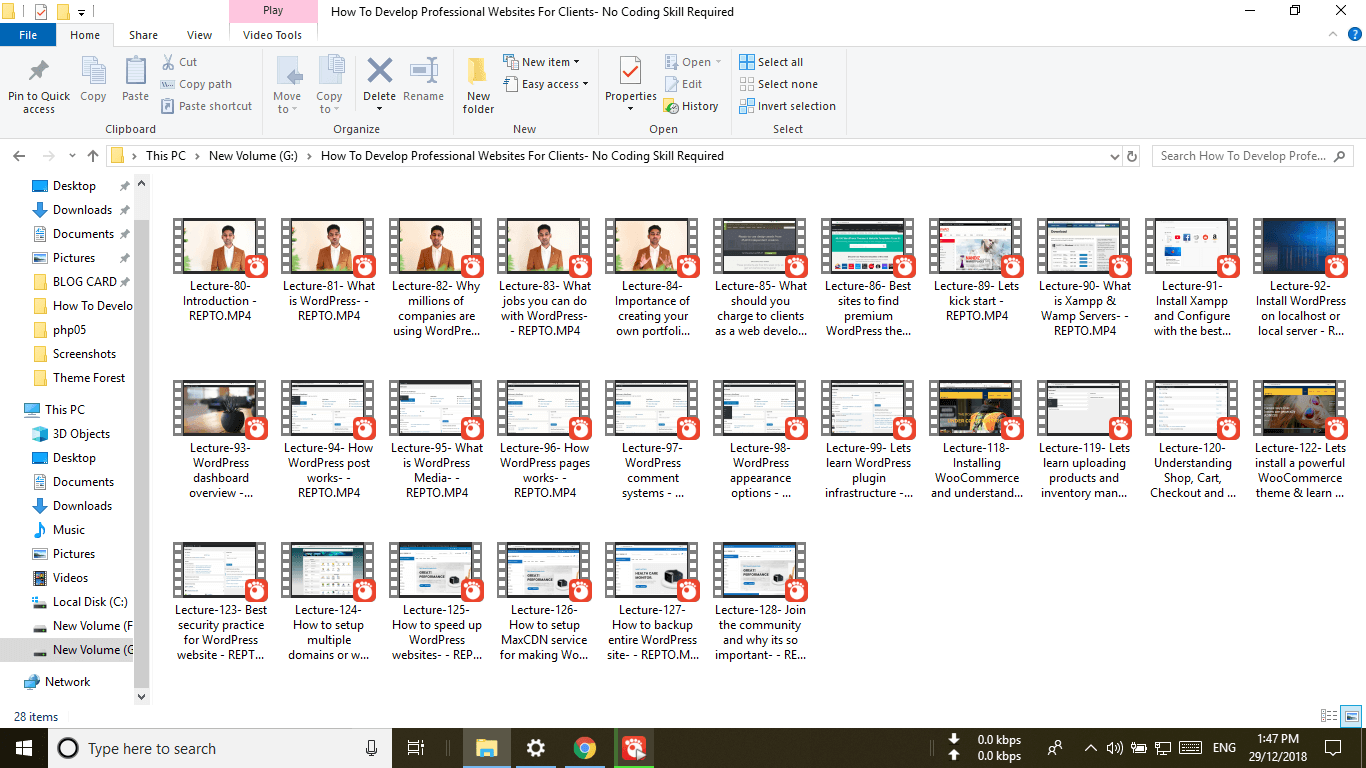 Play
How To Develop Professional Websites For Clients- No Coding Skill Required
File
Home
Share
View
Video Tools
Pin to Quick
access
Copy
Paste
Cut
Copy path
Paste shortcut
Clipboard
Move
to
Copy
to
Delete
Rename
Organize
New
folder
New item
Easy access
New
Properties
Open
Edit
History
Open
Select all
Select none
Invert selection
Select
This PC > New Volume (G:) > How To Develop Professional Websites For Clients- No Coding Skill Required
Search How To Develop Profe...
Desktop
Downloads
Documents
Pictures
BLOG CARD
How To Develo
php05
Screenshots
Theme Forest
This PC
3D Objects
Desktop
Documents
Downloads
Music
Pictures
Videos
Local Disk (C:)
New Volume (F
New Volume (G
Network
Lecture-80-
Introduction -
REPTO.MP4
Lecture-81- What
is WordPress- -
REPTO.MP4
Lecture-82- Why
millions of
companies are
using WordPre...
Lecture-83- What
jobs you can do
with WordPress-
- REPTO.MP4
Lecture-84-
Importance of
creating your
own portfoli...
Lecture-85- What
should you
charge to clients
as a web develo...
Lecture-86- Best
sites to find
premium
WordPress the...
Lecture-89- Lets
kick start -
REPTO.MP4
Lecture-90- What
is Xampp &
Wamp Servers- -
REPTO.MP4
Lecture-91-
Install Xampp
and Configure
with the best...
Lecture-92-
Install WordPress
on localhost or
local server - R...
Lecture-93-
WordPress
dashboard
overview -...
Lecture-94- How
WordPress post
works- -
REPTO.MP4
Lecture-95- What
is WordPress
Media- -
REPTO.MP4
Lecture-96- How
WordPress pages
works- -
REPTO.MP4
Lecture-97-
WordPress
comment
systems - ...
Lecture-98-
WordPress
appearance
options - ...
Lecture-99- Lets
learn WordPress
plugin
infrastructure -...
Lecture-118-
Installing
WooCommerce
and understand...
Lecture-119- Lets
learn uploading
products and
inventory man...
Lecture-120-
Understanding
Shop, Cart,
Checkout and ...
Lecture-122- Lets
install a powerful
WooCommerce
theme & learn ...
Lecture-123- Best
security practice
for WordPress
website - REPT...
Lecture-124-
How to setup
multiple
domains or w...
Lecture-125-
How to speed up
WordPress
websites- - REP...
Lecture-126-
How to setup
MaxCDN service
for making Wo...
Lecture-127-
How to backup
entire WordPress
site- - REPTO.M...
Lecture-128- Join
the community
and why its so
important- - RE...
28 items
Type here to search
0.0 kbps
0.0 kbps
ENG
1:47 PM
29/12/2018